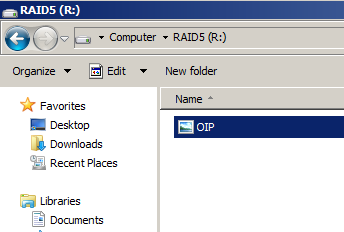 RAID5 (R:)
Computer RAID5 (R:)
Organize Edit New folder
Favorites
Desktop
Downloads
Recent Places
Libraries
Documents
Name
OIP